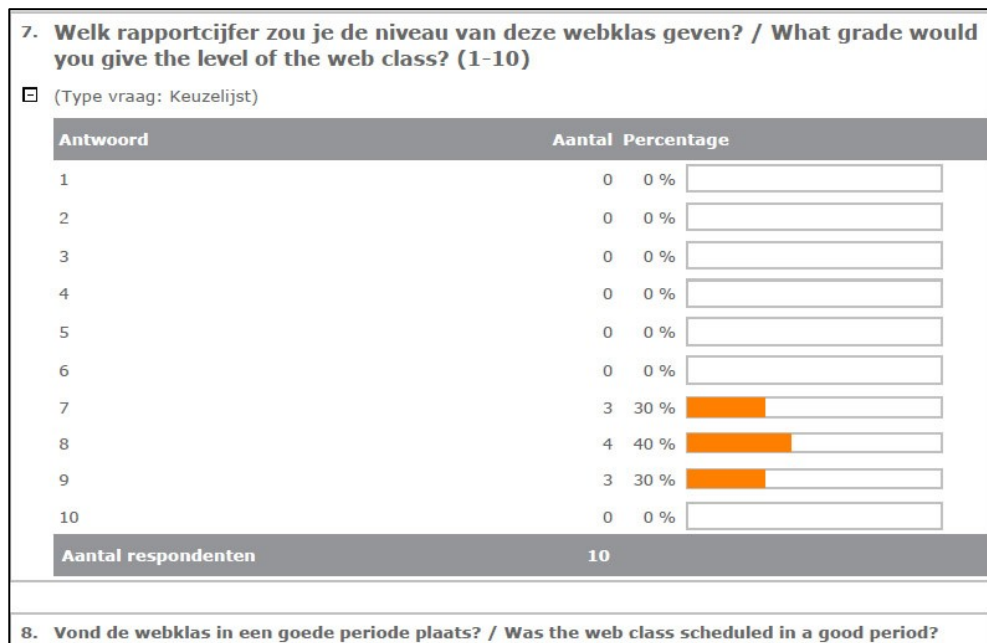 7. Welk rapportcijfer zou je de niveau van deze webklas geven? / What grade would
you give the level of the web class? (1-10)
(Type vraag: Keuzelijst)
Antwoord Aantal Percentage
1 0 0 %
2 0 0 %
3 0 0 %
4 0 0 %
5 0 0 %
6 0 0 %
7 3 30 %
8 4 40 %
9 3 30 %
10 0 0 %
Aantal respondenten 10
8. Vond de webklas in een goede periode plaats? / Was the web class scheduled in a good period?